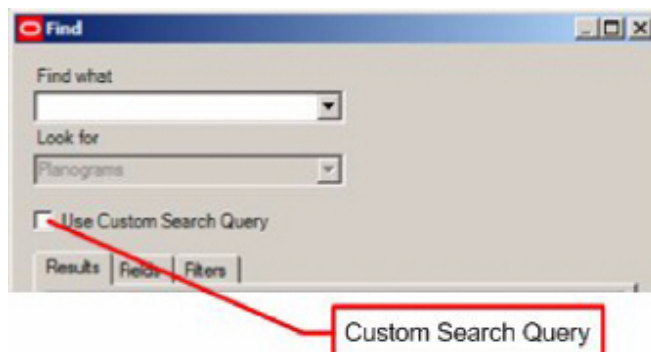 Find
Find what
Look for
Planograms
Use Custom Search Query
Results Fields Filters
Custom Search Query